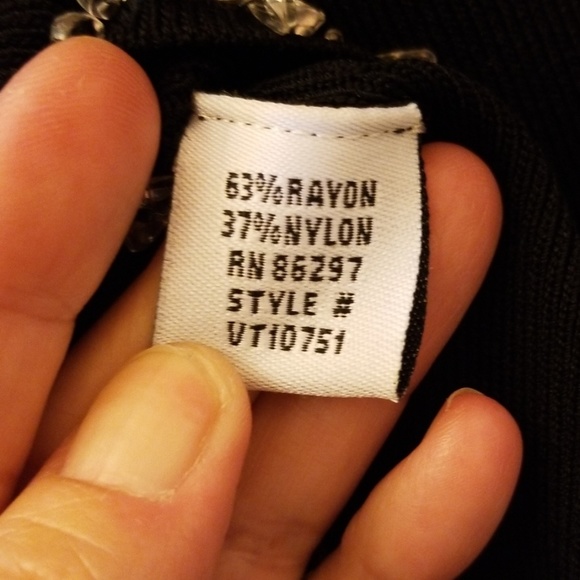 63%RAYON
37%NYLON
RN 86297
STYLE #
VT10751